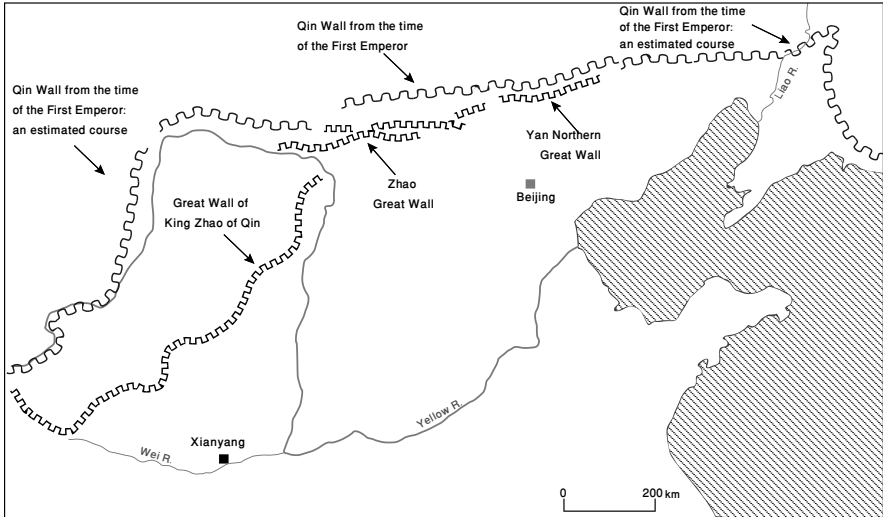 Qin Wall from the time
of the First Emperor:
an estimated course
Qin Wall from the time
of the First Emperor
Qin Wall from the time
of the First Emperor:
an estimated course
Liao R.
Yan Northern
Great Wall
Zhao
Great Wall
Beijing
Great Wall of
King Zhao of Qin
Yellow R.
Xianyang
Wei R.
0
200 km